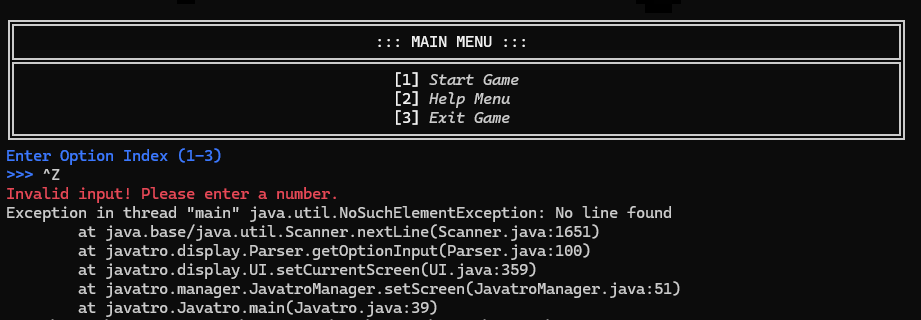 ::: MAIN MENU :::
[1] Start Game
[2] Help Menu
[3] Exit Game
Enter Option Index (1-3)
>>> ^Z
Invalid input! Please enter a number.
Exception in thread "main" java.util.NoSuchElementException: No line found
at java.base/java.util.Scanner.nextLine(Scanner.java:1651)
at javatro.display.Parser.getOptionInput(Parser.java:100)
at javatro.display.UI.setCurrentScreen(UI.java:359)
at javatro.manager.JavatroManager.setScreen(JavatroManager.java:51)
at javatro.Javatro.main(Javatro.java:39)